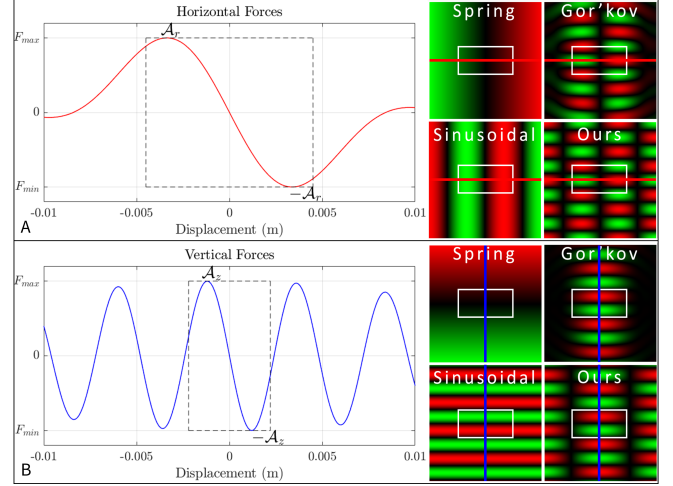 Horizontal Forces
F_max
0
F_min
𝒜_r
−𝒜_r
-0.01 -0.005 0 0.005 0.01
Displacement (m)
A
Spring Gor'kov
Sinusoidal Ours
Vertical Forces
F_max
0
F_min
𝒜_z
−𝒜_z
-0.01 -0.005 0 0.005 0.01
Displacement (m)
B
Spring Gor'kov
Sinusoidal Ours